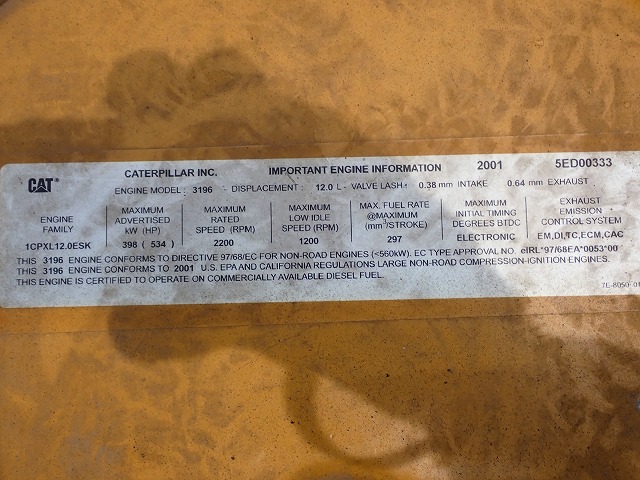 CATERPILLAR INC. IMPORTANT ENGINE INFORMATION 2001 5ED00333
CAT®
ENGINE MODEL: 3196 - DISPLACEMENT: 12.0 L - VALVE LASH: 0.38 mm INTAKE 0.64 mm EXHAUST
ENGINE FAMILY
1CPXL12.0ESK
MAXIMUM ADVERTISED kW (HP)
398 (534)
MAXIMUM RATED SPEED (RPM)
2200
MAXIMUM LOW IDLE SPEED (RPM)
1200
MAX. FUEL RATE @MAXIMUM (mm³/STROKE)
297
MAXIMUM INITIAL TIMING DEGREES BTDC
ELECTRONIC
EXHAUST EMISSION CONTROL SYSTEM
EM,DI,TC,ECM,CAC
THIS 3196 ENGINE CONFORMS TO DIRECTIVE 97/68/EC FOR NON-ROAD ENGINES (<560kW). EC TYPE APPROVAL NO. eIRL*97/68EA*0053*00
THIS 3196 ENGINE CONFORMS TO 2001 U.S. EPA AND CALIFORNIA REGULATIONS LARGE NON-ROAD COMPRESSION-IGNITION ENGINES.
THIS ENGINE IS CERTIFIED TO OPERATE ON COMMERCIALLY AVAILABLE DIESEL FUEL.
7E-8050 01